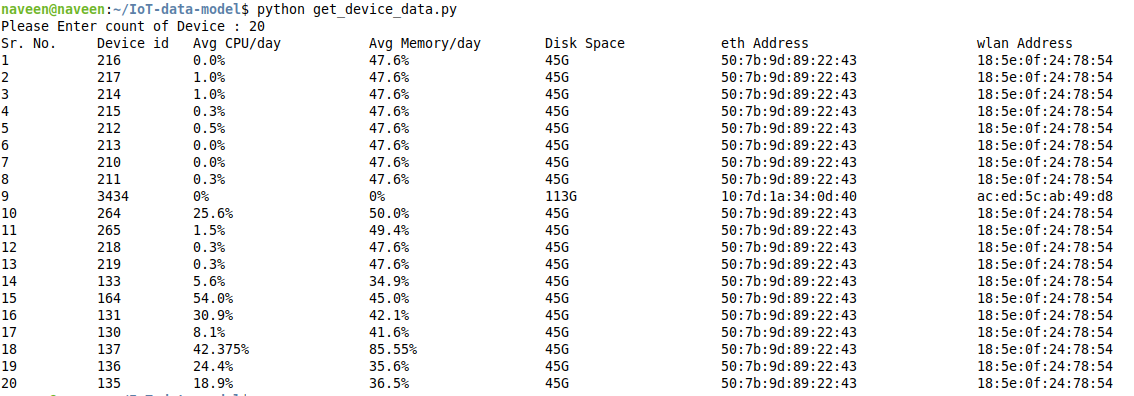 naveen@naveen:~/IoT-data-model$ python get_device_data.py
Please Enter count of Device : 20
Sr. No. Device id Avg CPU/day Avg Memory/day Disk Space eth Address wlan Address
1 216 0.0% 47.6% 45G 50:7b:9d:89:22:43 18:5e:0f:24:78:54
2 217 1.0% 47.6% 45G 50:7b:9d:89:22:43 18:5e:0f:24:78:54
3 214 1.0% 47.6% 45G 50:7b:9d:89:22:43 18:5e:0f:24:78:54
4 215 0.3% 47.6% 45G 50:7b:9d:89:22:43 18:5e:0f:24:78:54
5 212 0.5% 47.6% 45G 50:7b:9d:89:22:43 18:5e:0f:24:78:54
6 213 0.0% 47.6% 45G 50:7b:9d:89:22:43 18:5e:0f:24:78:54
7 210 0.0% 47.6% 45G 50:7b:9d:89:22:43 18:5e:0f:24:78:54
8 211 0.3% 47.6% 45G 50:7b:9d:89:22:43 18:5e:0f:24:78:54
9 3434 0% 0% 113G 10:7d:1a:34:0d:40 ac:ed:5c:ab:49:d8
10 264 25.6% 50.0% 45G 50:7b:9d:89:22:43 18:5e:0f:24:78:54
11 265 1.5% 49.4% 45G 50:7b:9d:89:22:43 18:5e:0f:24:78:54
12 218 0.3% 47.6% 45G 50:7b:9d:89:22:43 18:5e:0f:24:78:54
13 219 0.3% 47.6% 45G 50:7b:9d:89:22:43 18:5e:0f:24:78:54
14 133 5.6% 34.9% 45G 50:7b:9d:89:22:43 18:5e:0f:24:78:54
15 164 54.0% 45.0% 45G 50:7b:9d:89:22:43 18:5e:0f:24:78:54
16 131 30.9% 42.1% 45G 50:7b:9d:89:22:43 18:5e:0f:24:78:54
17 130 8.1% 41.6% 45G 50:7b:9d:89:22:43 18:5e:0f:24:78:54
18 137 42.375% 85.55% 45G 50:7b:9d:89:22:43 18:5e:0f:24:78:54
19 136 24.4% 35.6% 45G 50:7b:9d:89:22:43 18:5e:0f:24:78:54
20 135 18.9% 36.5% 45G 50:7b:9d:89:22:43 18:5e:0f:24:78:54